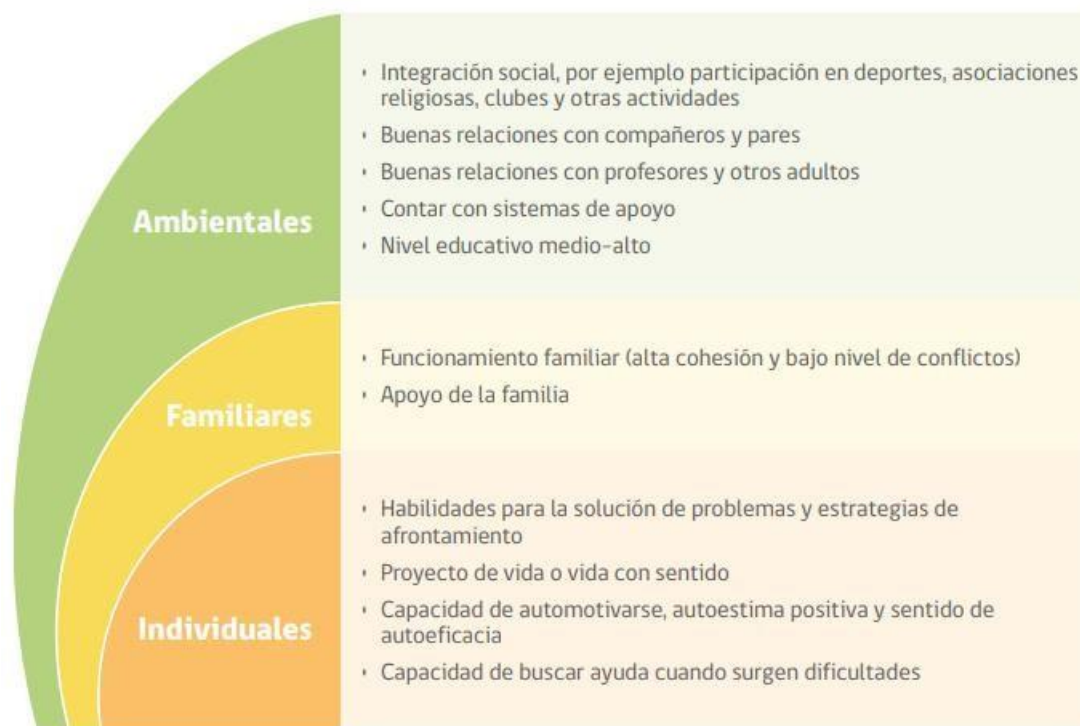 Ambientales
• Integración social, por ejemplo participación en deportes, asociaciones
religiosas, clubes y otras actividades
• Buenas relaciones con compañeros y pares
• Buenas relaciones con profesores y otros adultos
• Contar con sistemas de apoyo
• Nivel educativo medio-alto
Familiares
• Funcionamiento familiar (alta cohesión y bajo nivel de conflictos)
• Apoyo de la familia
Individuales
• Habilidades para la solución de problemas y estrategias de
afrontamiento
• Proyecto de vida o vida con sentido
• Capacidad de automotivarse, autoestima positiva y sentido de
autoeficacia
• Capacidad de buscar ayuda cuando surgen dificultades